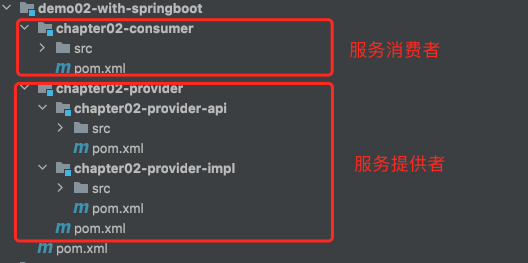 demo02-with-springboot
chapter02-consumer
服务消费者
src
m pom.xml
chapter02-provider
chapter02-provider-api
src
m pom.xml
服务提供者
chapter02-provider-impl
src
m pom.xml
m pom.xml
m pom.xml